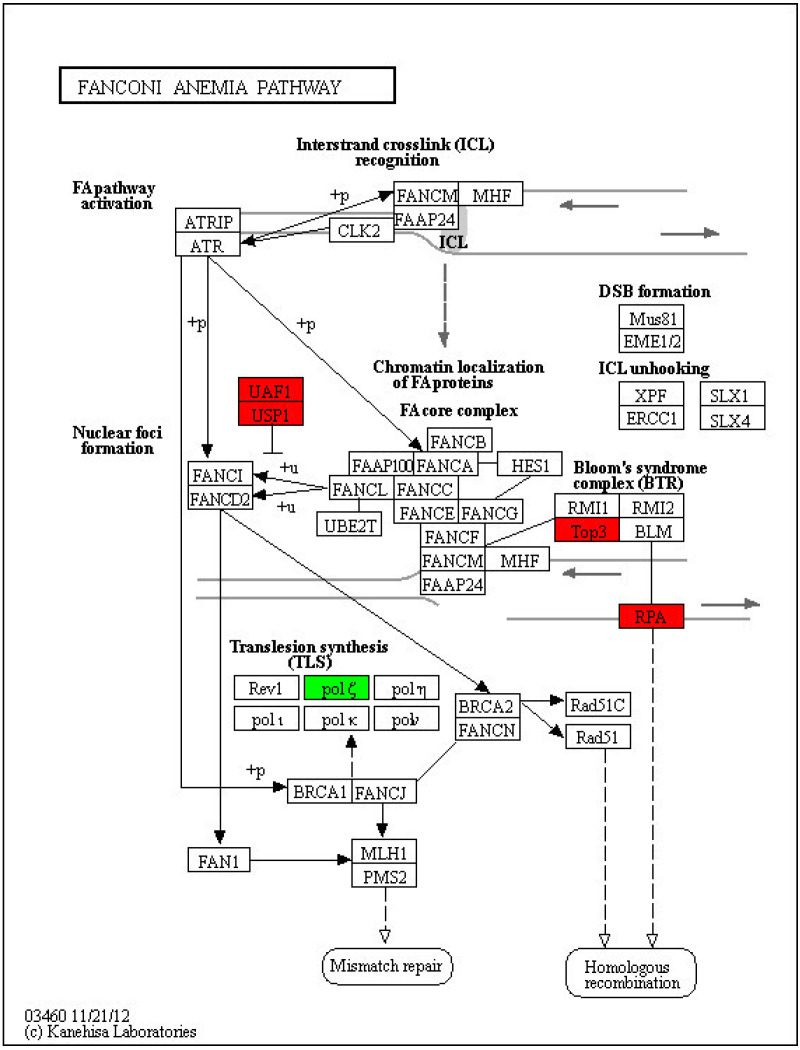 FANCONI ANEMIA PATHWAY
Interstrand crosslink (ICL)
recognition
FA pathway
activation
+p
FANCM
MHF
ATRIP
FAAP24
CLK2
ATR
ICL
DSB formation
Mus81
EME1/2
+p
+p
Chromatin localization
of FA proteins
ICL unhooking
UAF1
USP1
XPF
SLX1
ERCC1
SLX4
FA core complex
Nuclear foci
formation
FANCB
FAAP100
FANCA
HES1
Bloom's syndrome
complex (BTR)
FANCI
+u
FANCL
FANCC
FANCD2
+u
RMI1
RMI2
FANCE
FANCG
UBE2T
Top3
BLM
FANCF
FANCM
MHF
FAAP24
RPA
Translesion synthesis
(TLS)
Rev1
pol ζ
pol η
BRCA2
Rad51C
pol ι
pol κ
polν
FANCN
Rad51
+p
BRCA1
FANCJ
MLH1
FAN1
PMS2
Mismatch repair
Homologous
recombination
03460 11/21/12
(c) Kanehisa Laboratories